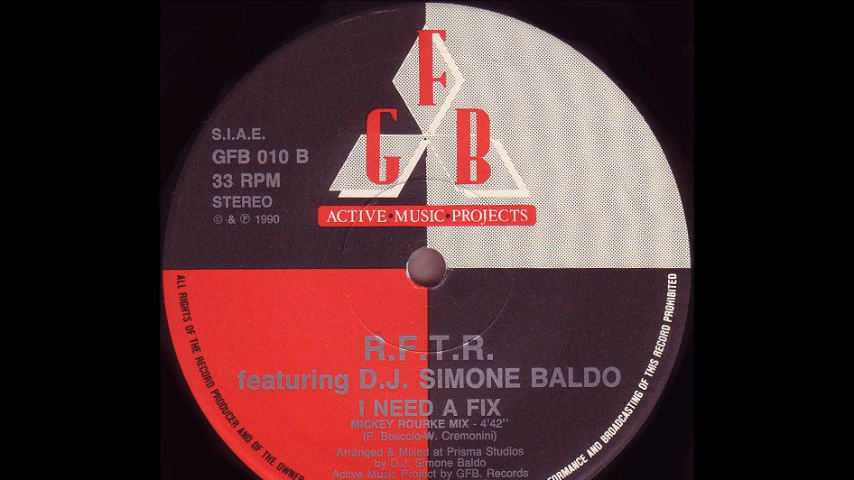 F
G B
ACTIVE•MUSIC•PROJECTS
S.I.A.E.
GFB 010 B
33 RPM
STEREO
© & ℗ 1990
R.F.T.R.
featuring D.J. SIMONE BALDO
I NEED A FIX
MICKEY ROURKE MIX - 4'42"
(F. Boscolo-W. Cremonini)
Arranged & Mixed at Prisma Studios
by D.J. Simone Baldo
Active Music Project by GFB. Records
ALL RIGHTS OF THE RECORD PRODUCER AND OF THE OWNER
FORMANCE AND BROADCASTING OF THIS RECORD PROHIBITED